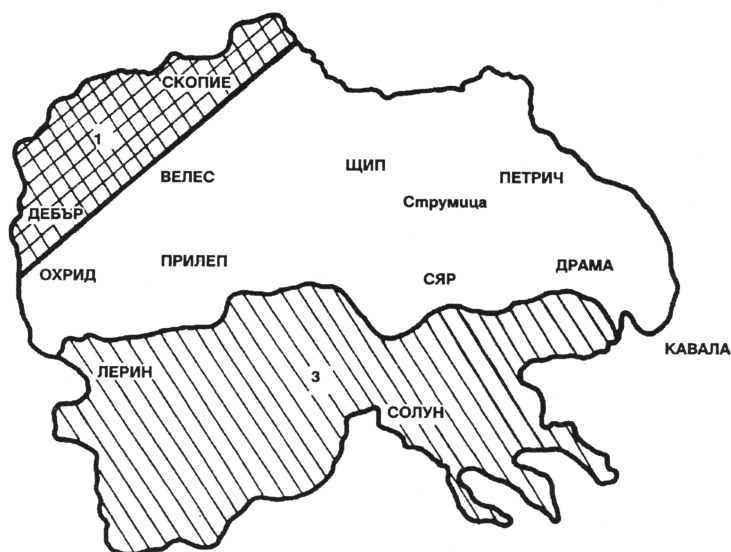 СКОПИЕ
1
ЩИП
ВЕЛЕС
ПЕТРИЧ
Струмица
ДЕБЪР
ОХРИД
ПРИЛЕП
СЯР
ДРАМА
КАВАЛА
ЛЕРИН
3
СОЛУН